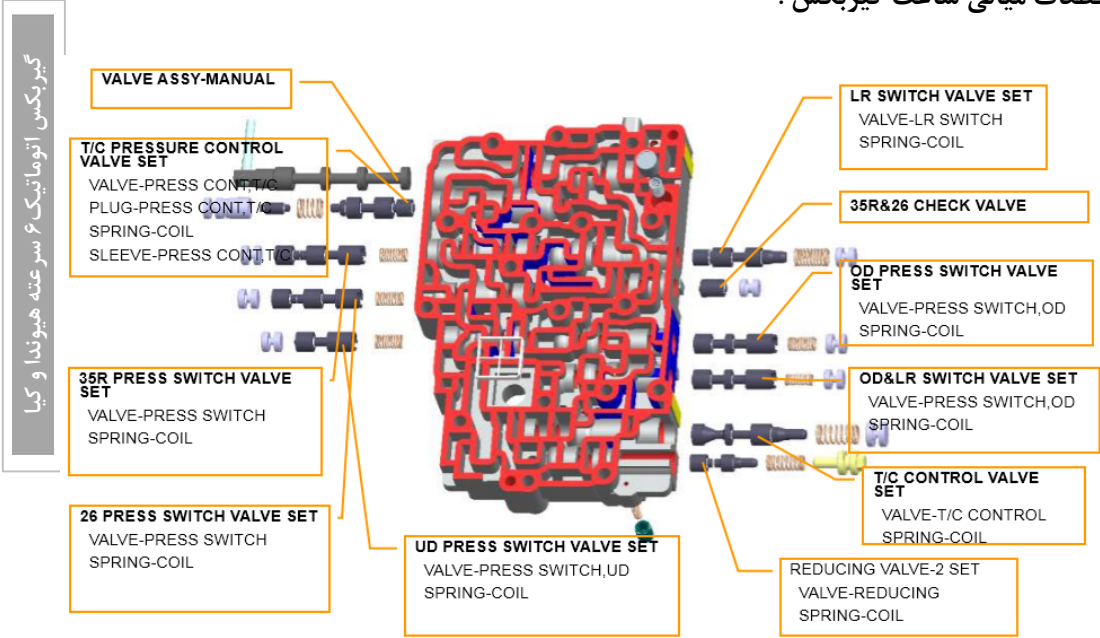 میانی ساعت گیربکس :
گیربکس اتوماتیک ۶ سرعته هیوندا و کیا
VALVE ASSY-MANUAL
T/C PRESSURE CONTROL
VALVE SET
VALVE-PRESS CONT,T/C
PLUG-PRESS CONT,T/C
SPRING-COIL
SLEEVE-PRESS CONT,T/C
35R PRESS SWITCH VALVE
SET
VALVE-PRESS SWITCH
SPRING-COIL
26 PRESS SWITCH VALVE SET
VALVE-PRESS SWITCH
SPRING-COIL
UD PRESS SWITCH VALVE SET
VALVE-PRESS SWITCH,UD
SPRING-COIL
LR SWITCH VALVE SET
VALVE-LR SWITCH
SPRING-COIL
35R&26 CHECK VALVE
OD PRESS SWITCH VALVE
SET
VALVE-PRESS SWITCH,OD
SPRING-COIL
OD&LR SWITCH VALVE SET
VALVE-PRESS SWITCH,OD
SPRING-COIL
T/C CONTROL VALVE
SET
VALVE-T/C CONTROL
SPRING-COIL
REDUCING VALVE-2 SET
VALVE-REDUCING
SPRING-COIL